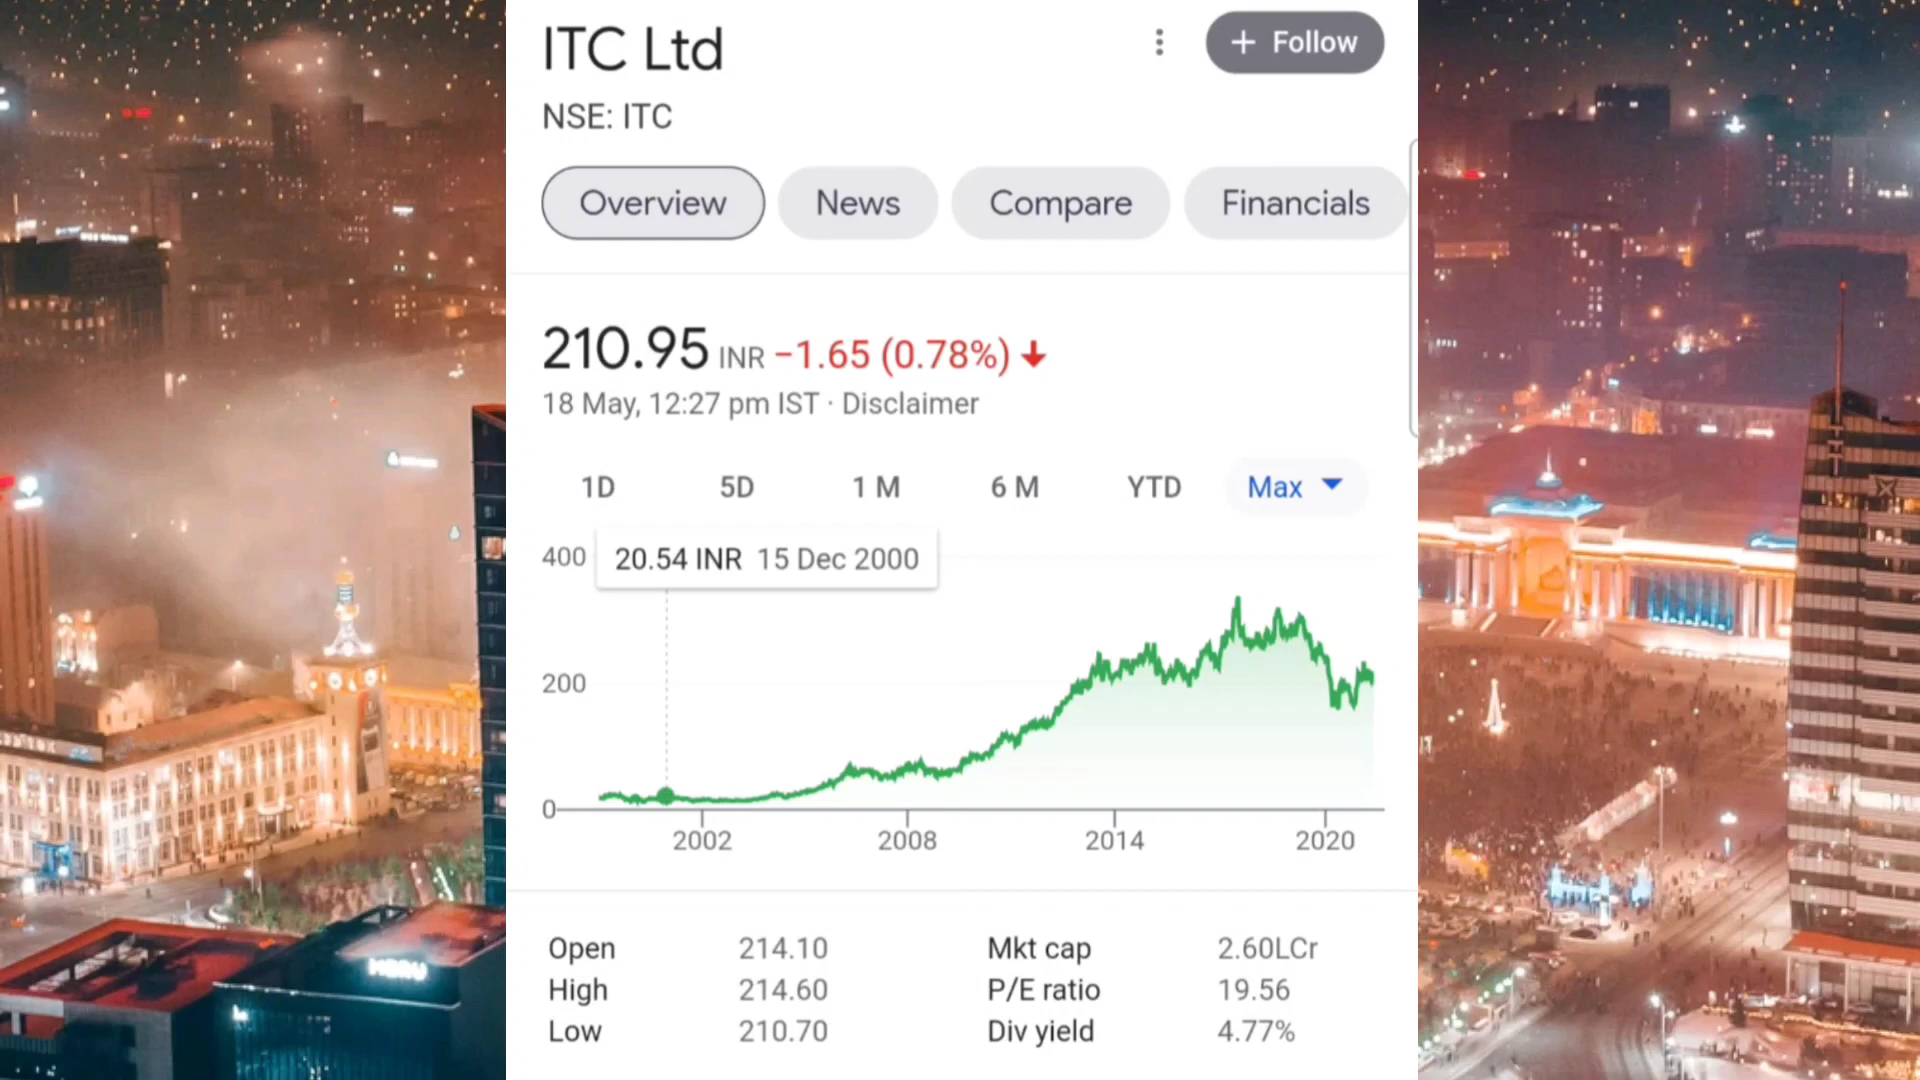 ITC Ltd
+ Follow
NSE: ITC
Overview News Compare Financials
210.95 INR −1.65 (0.78%)
18 May, 12:27 pm IST · Disclaimer
1D 5D 1 M 6 M YTD Max
20.54 INR 15 Dec 2000
400
200
0
2002 2008 2014 2020
Open 214.10 Mkt cap 2.60LCr
High 214.60 P/E ratio 19.56
Low 210.70 Div yield 4.77%